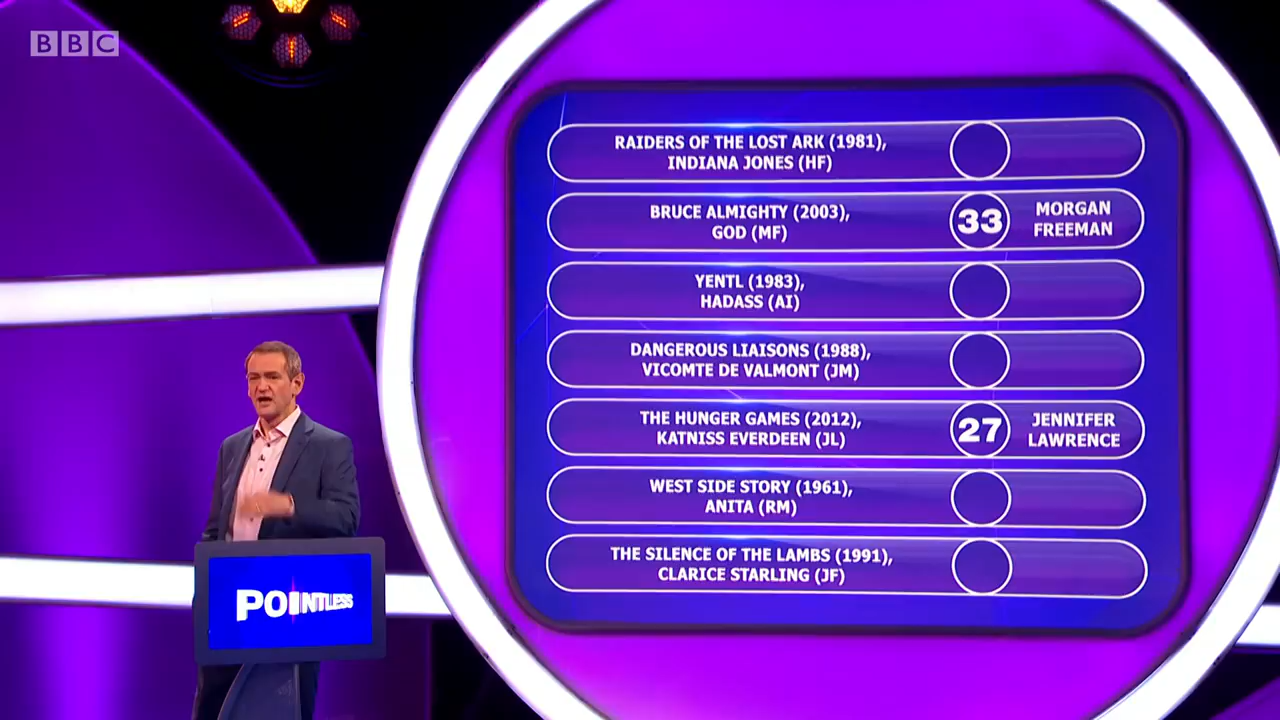 BBC
RAIDERS OF THE LOST ARK (1981),
INDIANA JONES (HF)
BRUCE ALMIGHTY (2003),
GOD (MF)
33
MORGAN
FREEMAN
YENTL (1983),
HADASS (AI)
DANGEROUS LIAISONS (1988),
VICOMTE DE VALMONT (JM)
THE HUNGER GAMES (2012),
KATNISS EVERDEEN (JL)
27
JENNIFER
LAWRENCE
WEST SIDE STORY (1961),
ANITA (RM)
THE SILENCE OF THE LAMBS (1991),
CLARICE STARLING (JF)
POINTLESS